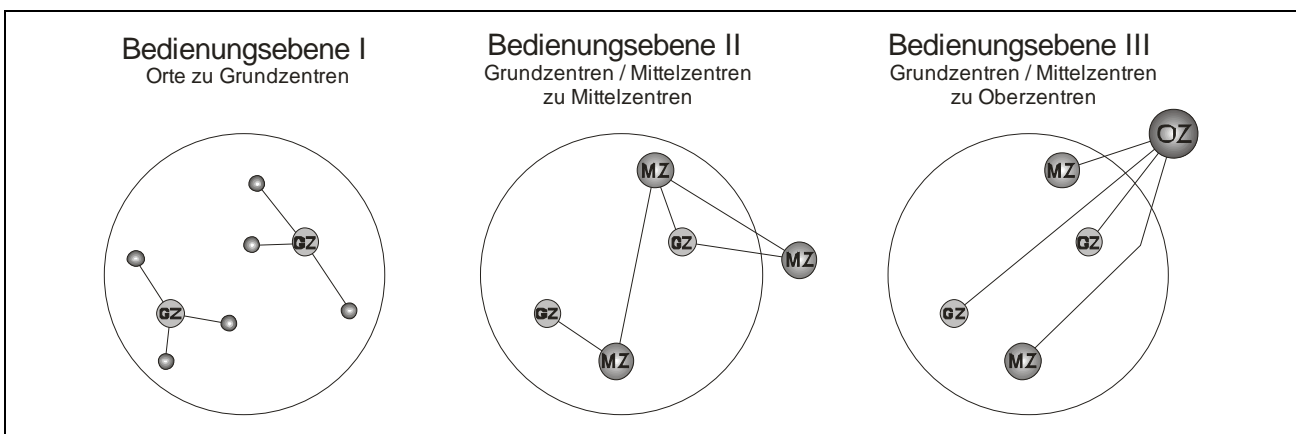 Bedienungsebene I
Orte zu Grundzentren
GZ
GZ
Bedienungsebene II
Grundzentren / Mittelzentren
zu Mittelzentren
MZ
GZ
MZ
GZ
MZ
Bedienungsebene III
Grundzentren / Mittelzentren
zu Oberzentren
OZ
MZ
GZ
GZ
MZ